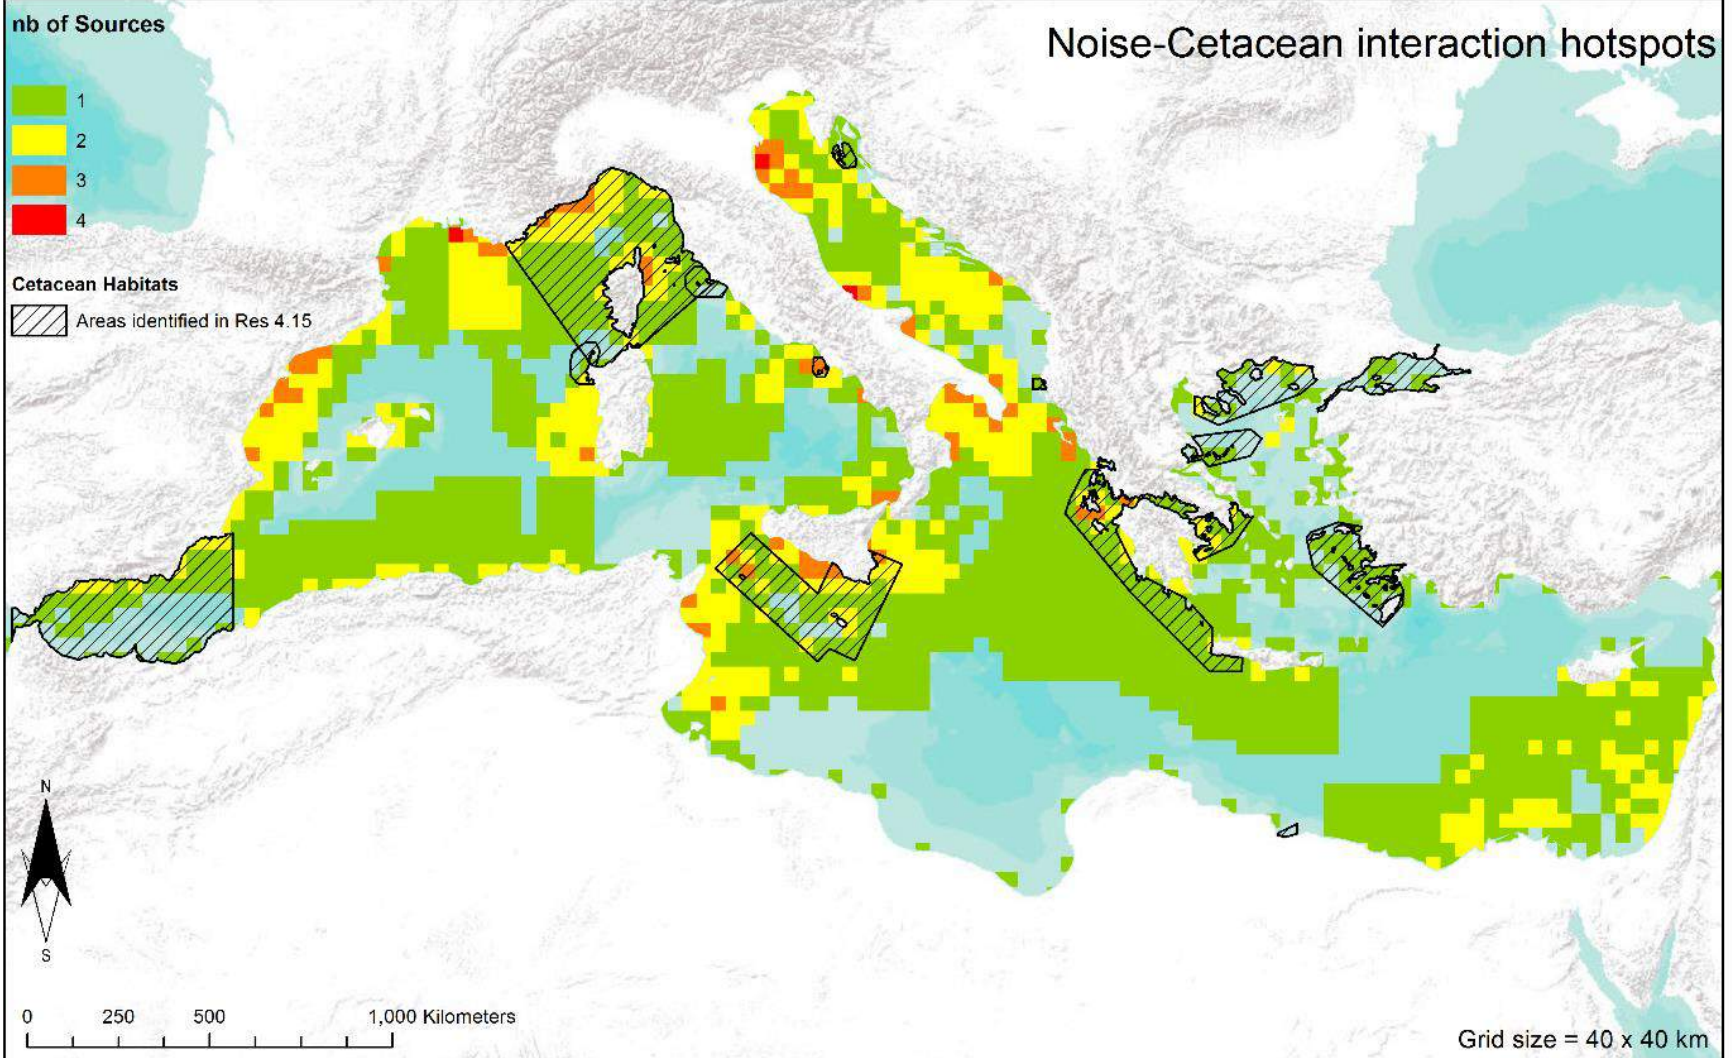 nb of Sources
Noise-Cetacean interaction hotspots
1
2
3
4
Cetacean Habitats
Areas identified in Res 4.15
N
S
0 250 500 1,000 Kilometers
Grid size = 40 x 40 km